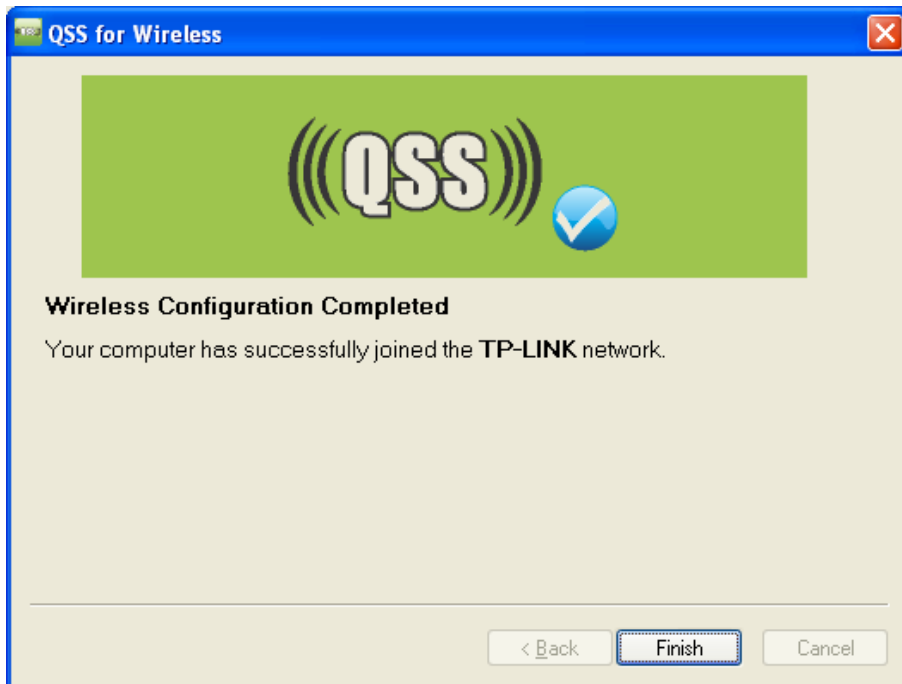 QSS for Wireless
(((QSS)))
Wireless Configuration Completed
Your computer has successfully joined the TP-LINK network.
< Back
Finish
Cancel